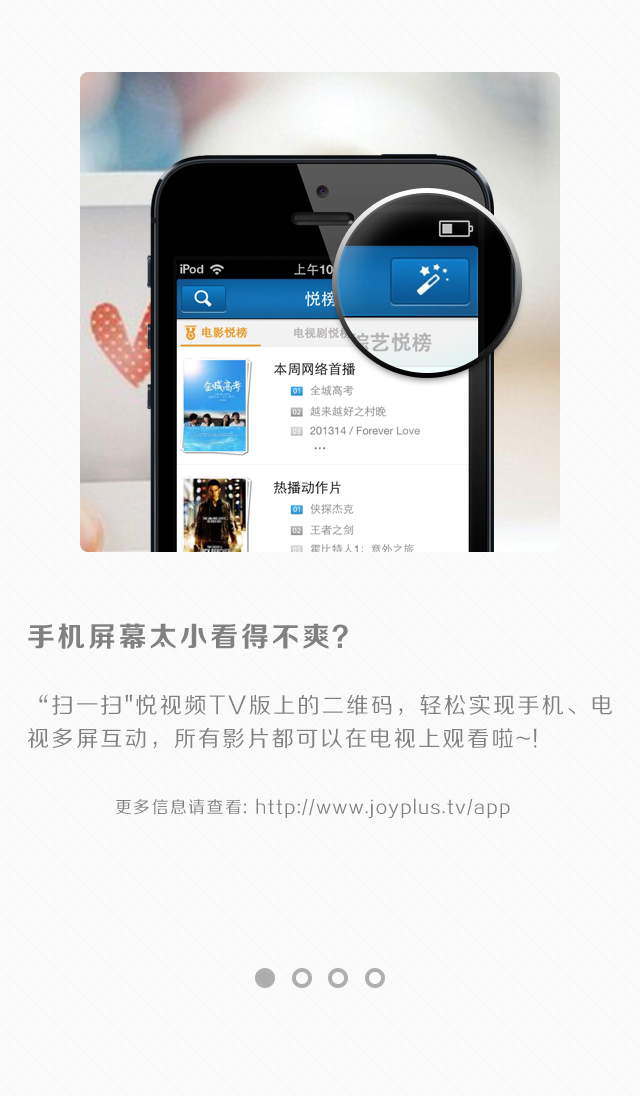 iPod 上午10
悦榜
电影悦榜 电视剧悦榜 综艺悦榜
本周网络首播
全城高考
01 全城高考
02 越来越好之村晚
03 201314 / Forever Love
...
热播动作片
01 侠探杰克
02 王者之剑
03 霍比特人1：意外之旅
手机屏幕太小看得不爽?
“扫一扫"悦视频TV版上的二维码，轻松实现手机、电
视多屏互动，所有影片都可以在电视上观看啦~!
更多信息请查看: http://www.joyplus.tv/app